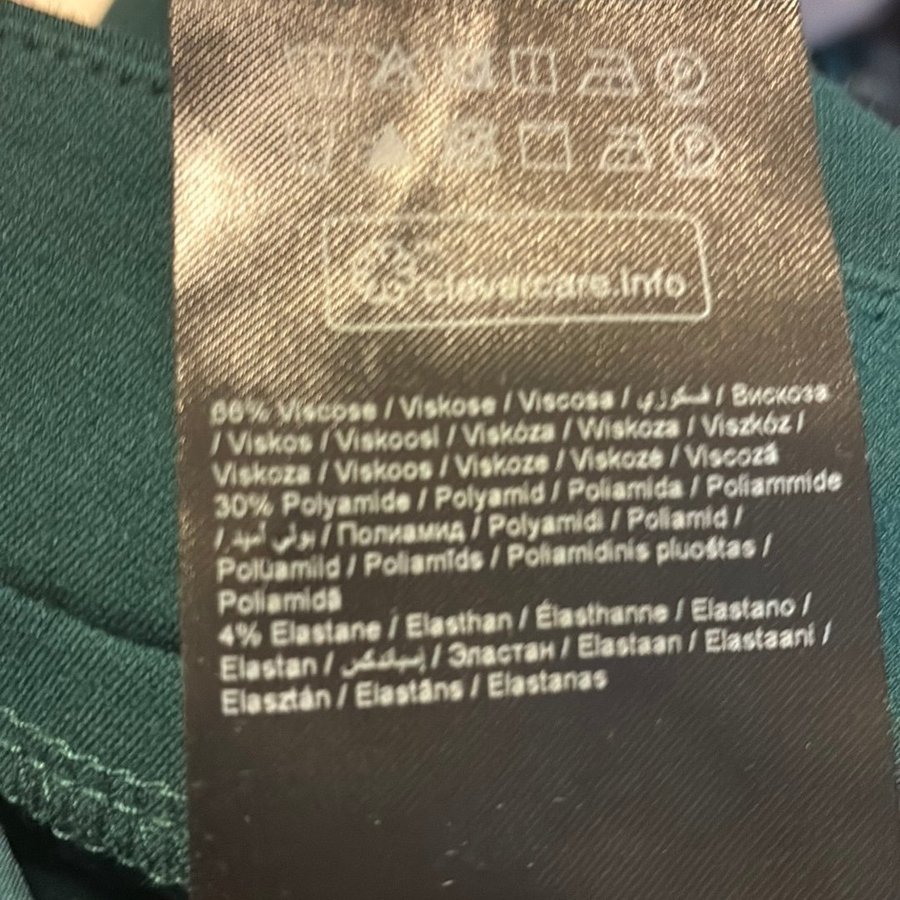 clevercare.info
66% Viscose / Viskose / Viscosa / فسكوزي / Вискоза
/ Viskos / Viskoosi / Viskóza / Wiskoza / Viszkóz /
Viskoza / Viskoos / Viskoze / Viskozė / Viscoză
30% Polyamide / Polyamid / Poliamida / Poliammide
/ بولي أميد / Полиамид / Polyamidi / Poliamid /
Polüamiid / Poliamīds / Poliamidinis pluoštas /
Poliamidă
4% Elastane / Elasthan / Élasthanne / Elastano /
Elastan / / Эластан / Elastaan / Elastaani /
Elasztán / Elastāns / Elastanas